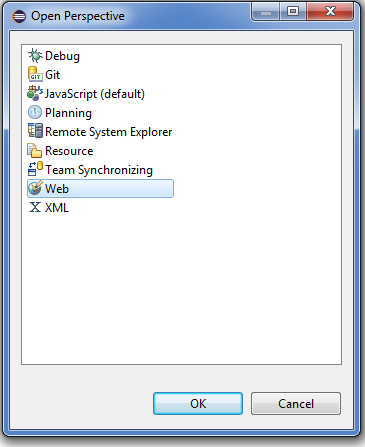 Open Perspective
Debug
GIT Git
JavaScript (default)
Planning
Remote System Explorer
Resource
Team Synchronizing
Web
X XML
OK Cancel